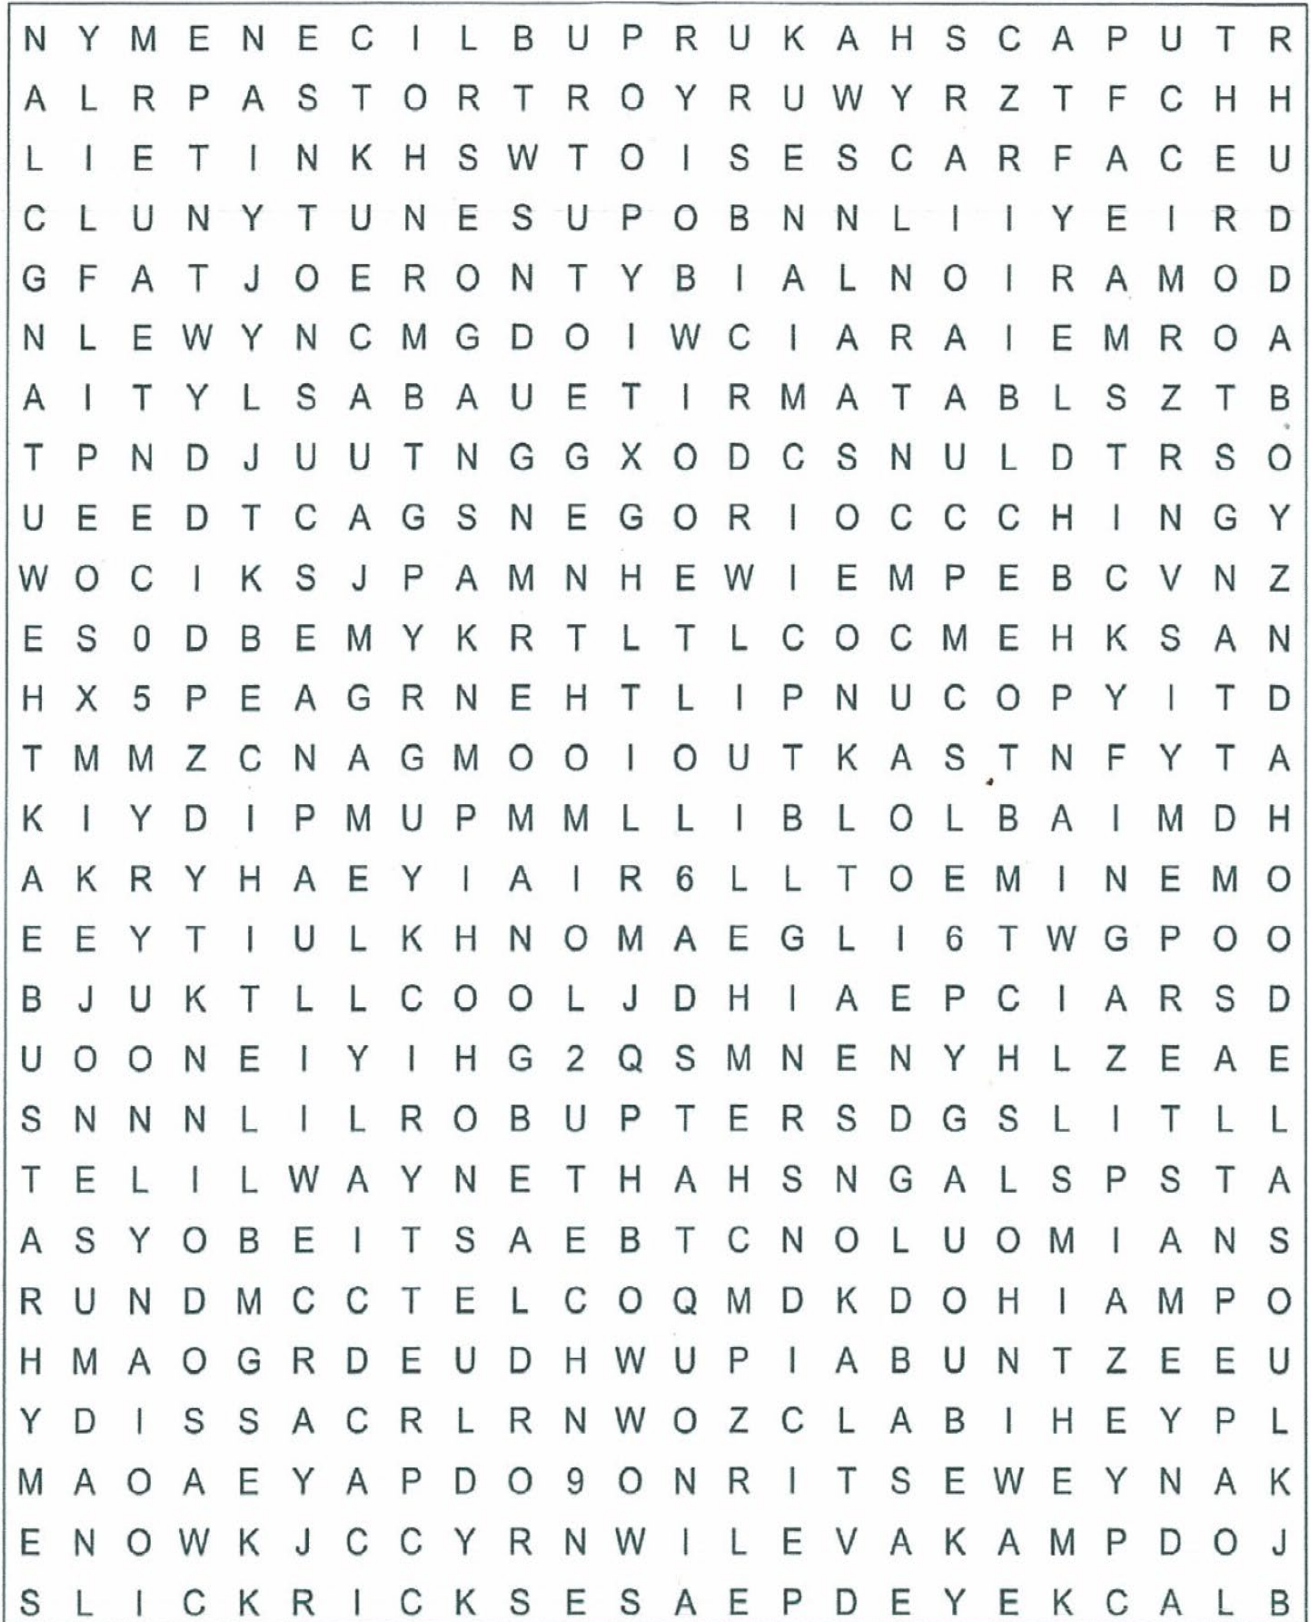 N Y M E N E C I L B U P R U K A H S C A P U T R
A L R P A S T O R T R O Y R U W Y R Z T F C H H
L I E T I N K H S W T O I S E S C A R F A C E U
C L U N Y T U N E S U P O B N N L I I Y E I R D
G F A T J O E R O N T Y B I A L N O I R A M O D
N L E W Y N C M G D O I W C I A R A I E M R O A
A I T Y L S A B A U E T I R M A T A B L S Z T B
T P N D J U U T N G G X O D C S N U L D T R S O
U E E D T C A G S N E G O R I O C C C H I N G Y
W O C I K S J P A M N H E W I E M P E B C V N Z
E S 0 D B E M Y K R T L T L C O C M E H K S A N
H X 5 P E A G R N E H T L I P N U C O P Y I T D
T M M Z C N A G M O O I O U T K A S T N F Y T A
K I Y D I P M U P M M L L I B L O L B A I M D H
A K R Y H A E Y I A I R 6 L L T O E M I N E M O
E E Y T I U L K H N O M A E G L I 6 T W G P O O
B J U K T L L C O O L J D H I A E P C I A R S D
U O O N E I Y I H G 2 Q S M N E N Y H L Z E A E
S N N N L I L R O B U P T E R S D G S L I T L L
T E L I L W A Y N E T H A H S N G A L S P S T A
A S Y O B E I T S A E B T C N O L U O M I A N S
R U N D M C C T E L C O Q M D K D O H I A M P O
H M A O G R D E U D H W U P I A B U N T Z E E U
Y D I S S A C R L R N W O Z C L A B I H E Y P L
M A O A E Y A P D O 9 O N R I T S E W E Y N A K
E N O W K J C C Y R N W I L E V A K A M P D O J
S L I C K R I C K S E S A E P D E Y E K C A L B